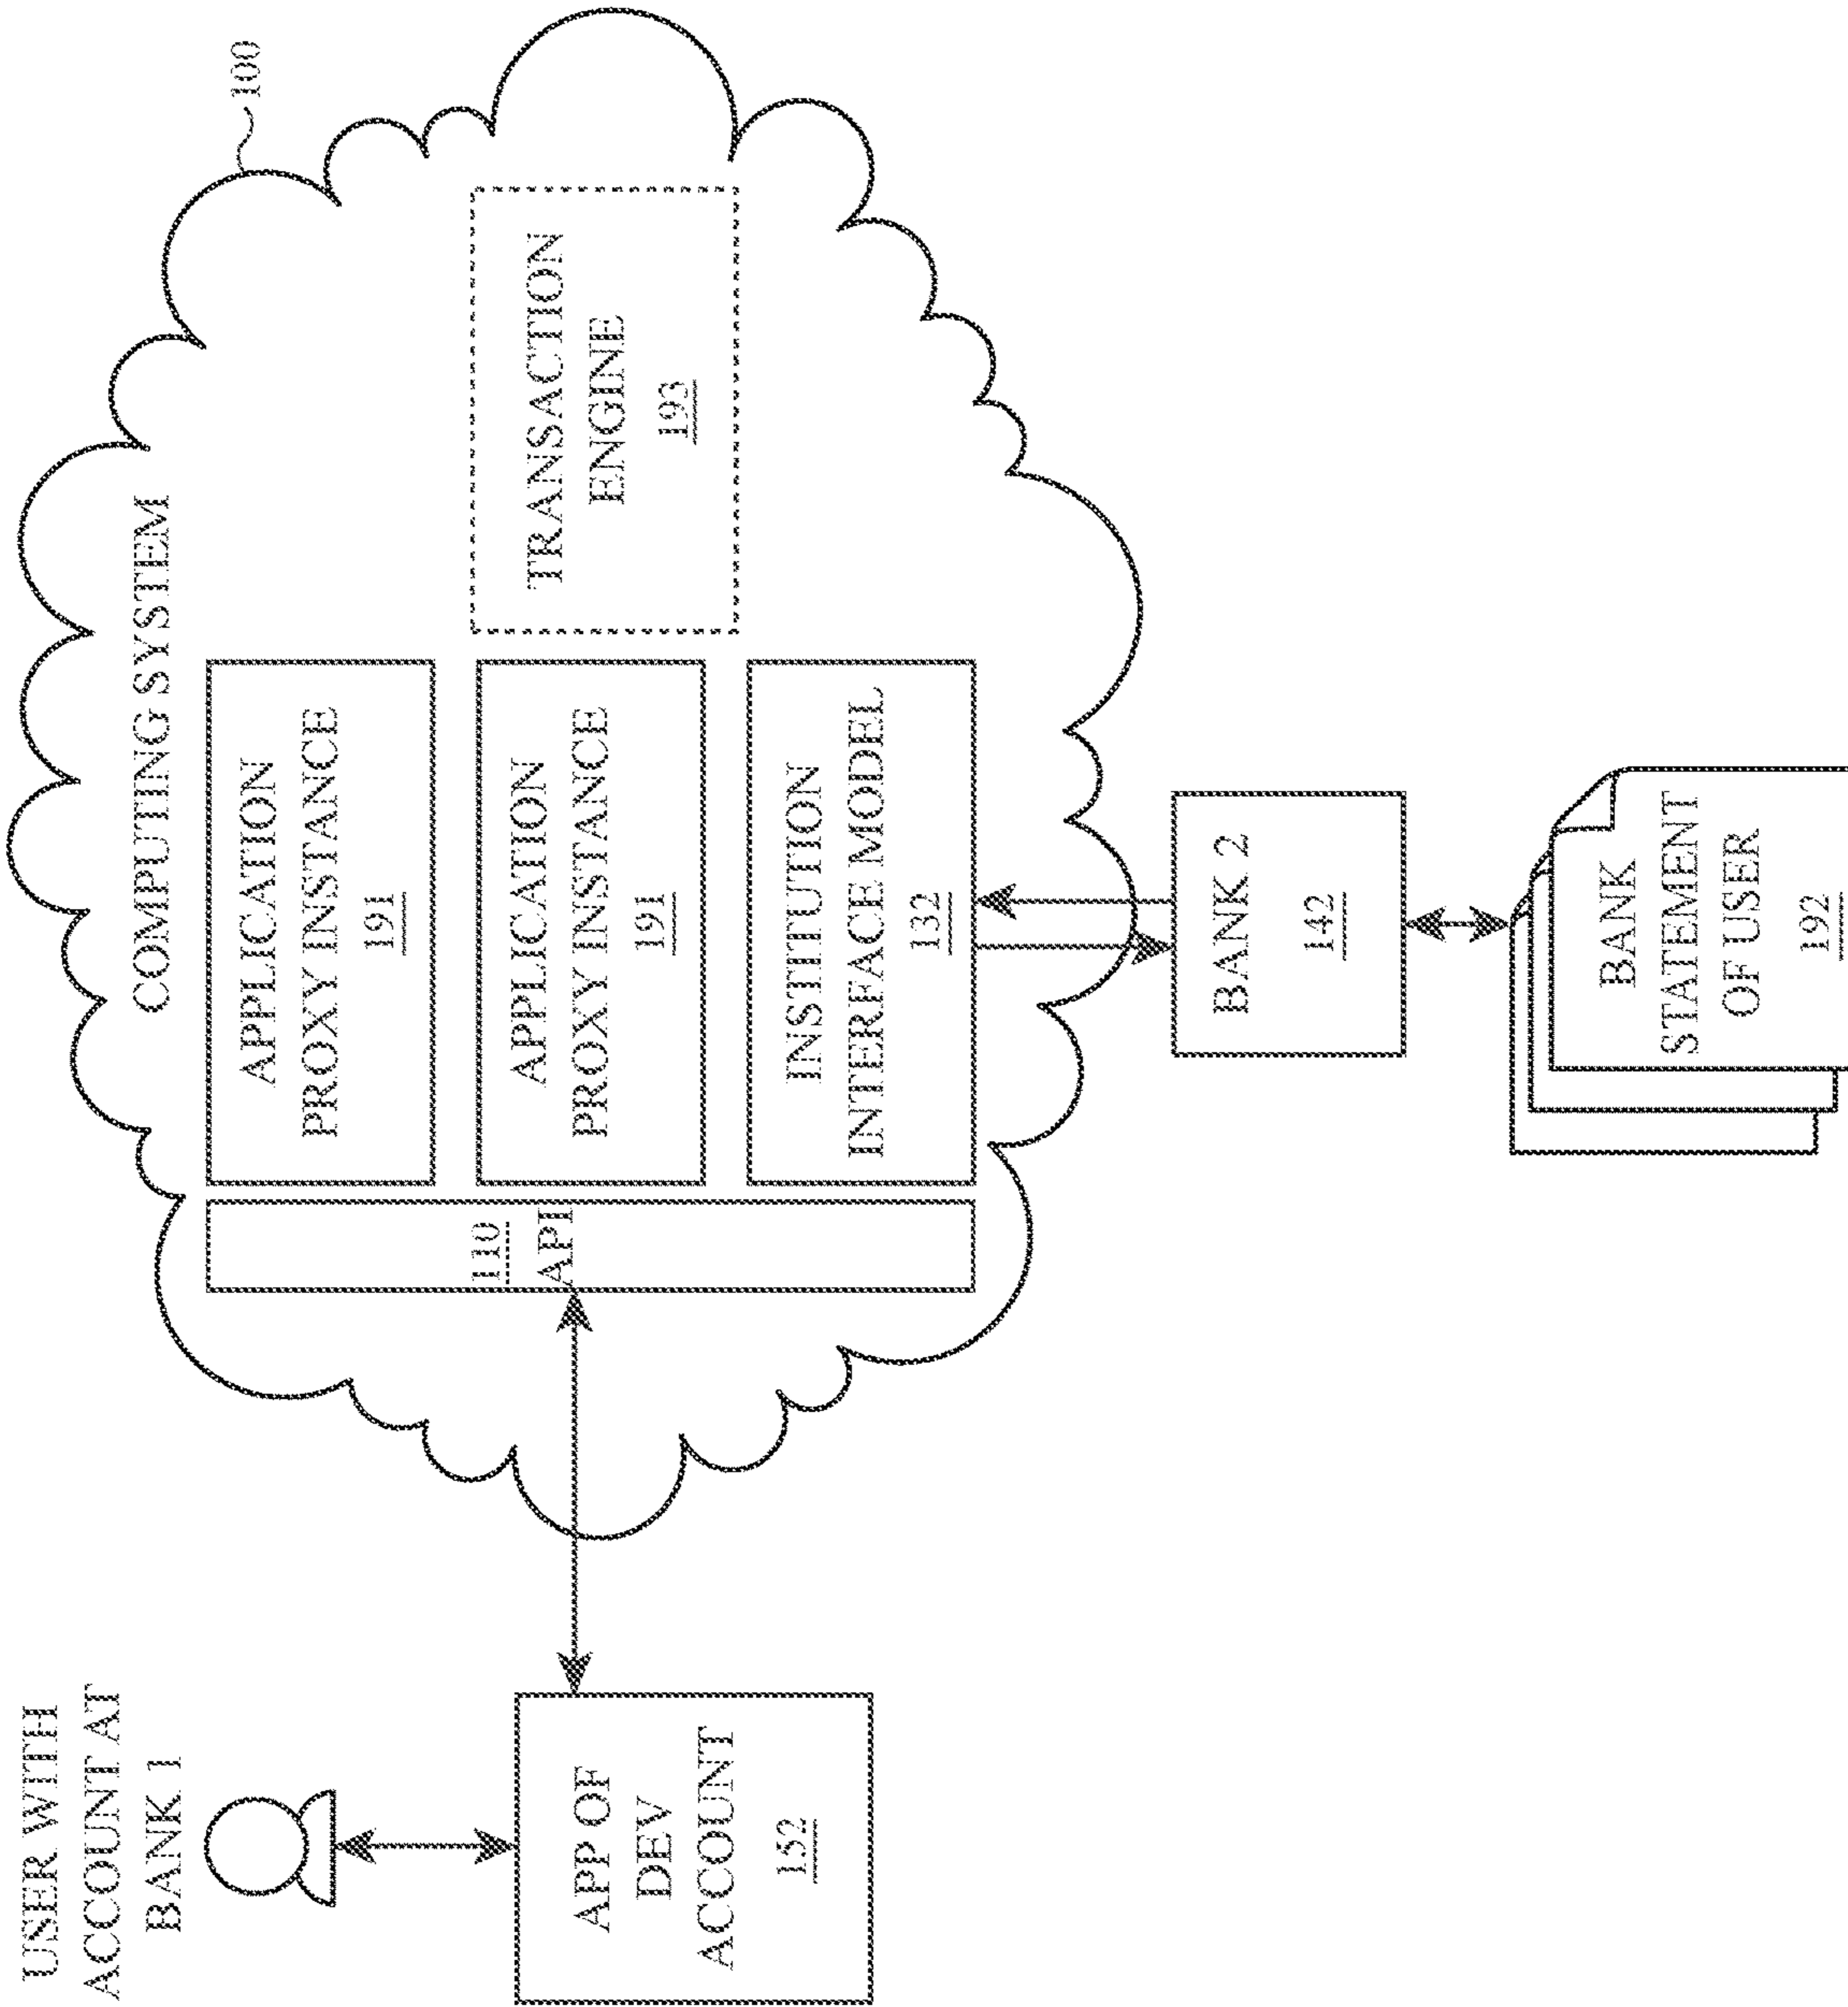 USER WITH
ACCOUNT AT
BANK 1
APP OF
DEV
ACCOUNT
152
100
COMPUTING SYSTEM
110
API
APPLICATION
PROXY INSTANCE
191
APPLICATION
PROXY INSTANCE
191
INSTITUTION
INTERFACE MODEL
132
TRANSACTION
ENGINE
193
BANK 2
142
BANK
STATEMENT
OF USER
192